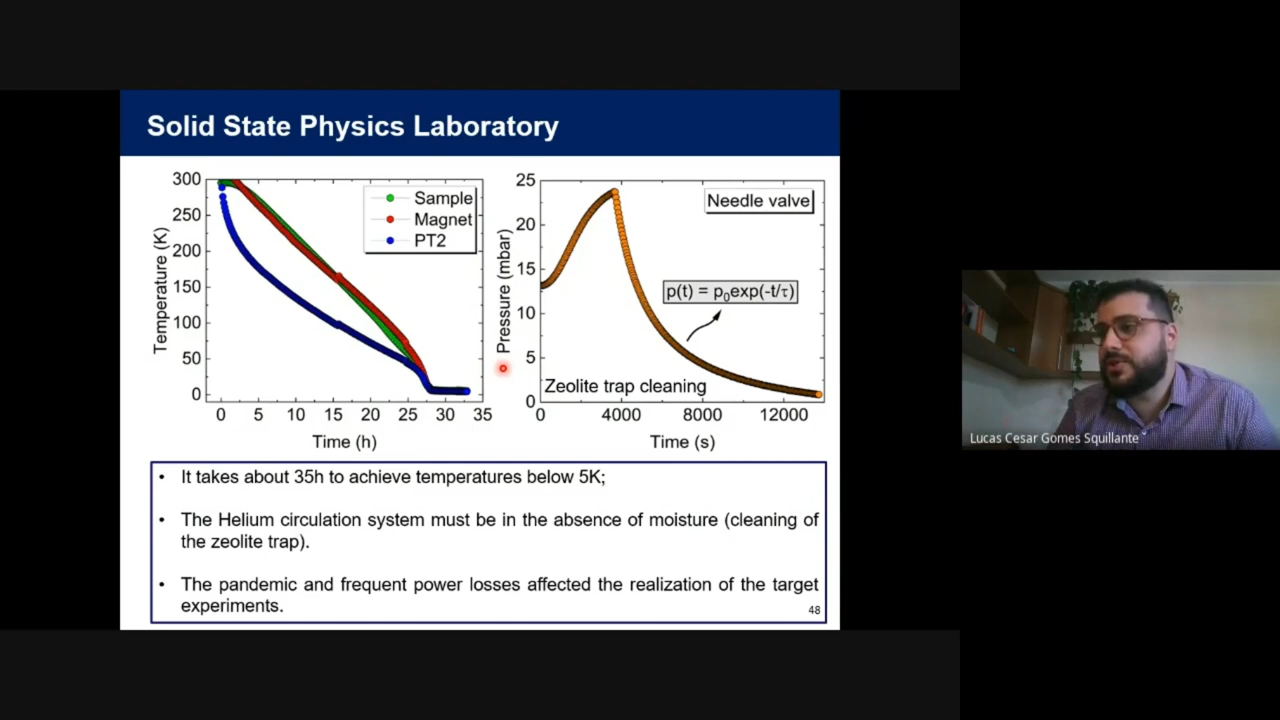 Solid State Physics Laboratory
300
250
200
150
100
50
0
Temperature (K)
Sample
Magnet
PT2
0 5 10 15 20 25 30 35
Time (h)
25
20
15
10
5
0
Pressure (mbar)
Needle valve
p(t) = p₀exp(-t/τ)
Zeolite trap cleaning
0 4000 8000 12000
Time (s)
• It takes about 35h to achieve temperatures below 5K;
• The Helium circulation system must be in the absence of moisture (cleaning of
the zeolite trap).
• The pandemic and frequent power losses affected the realization of the target
experiments.
48
Lucas Cesar Gomes Squillante